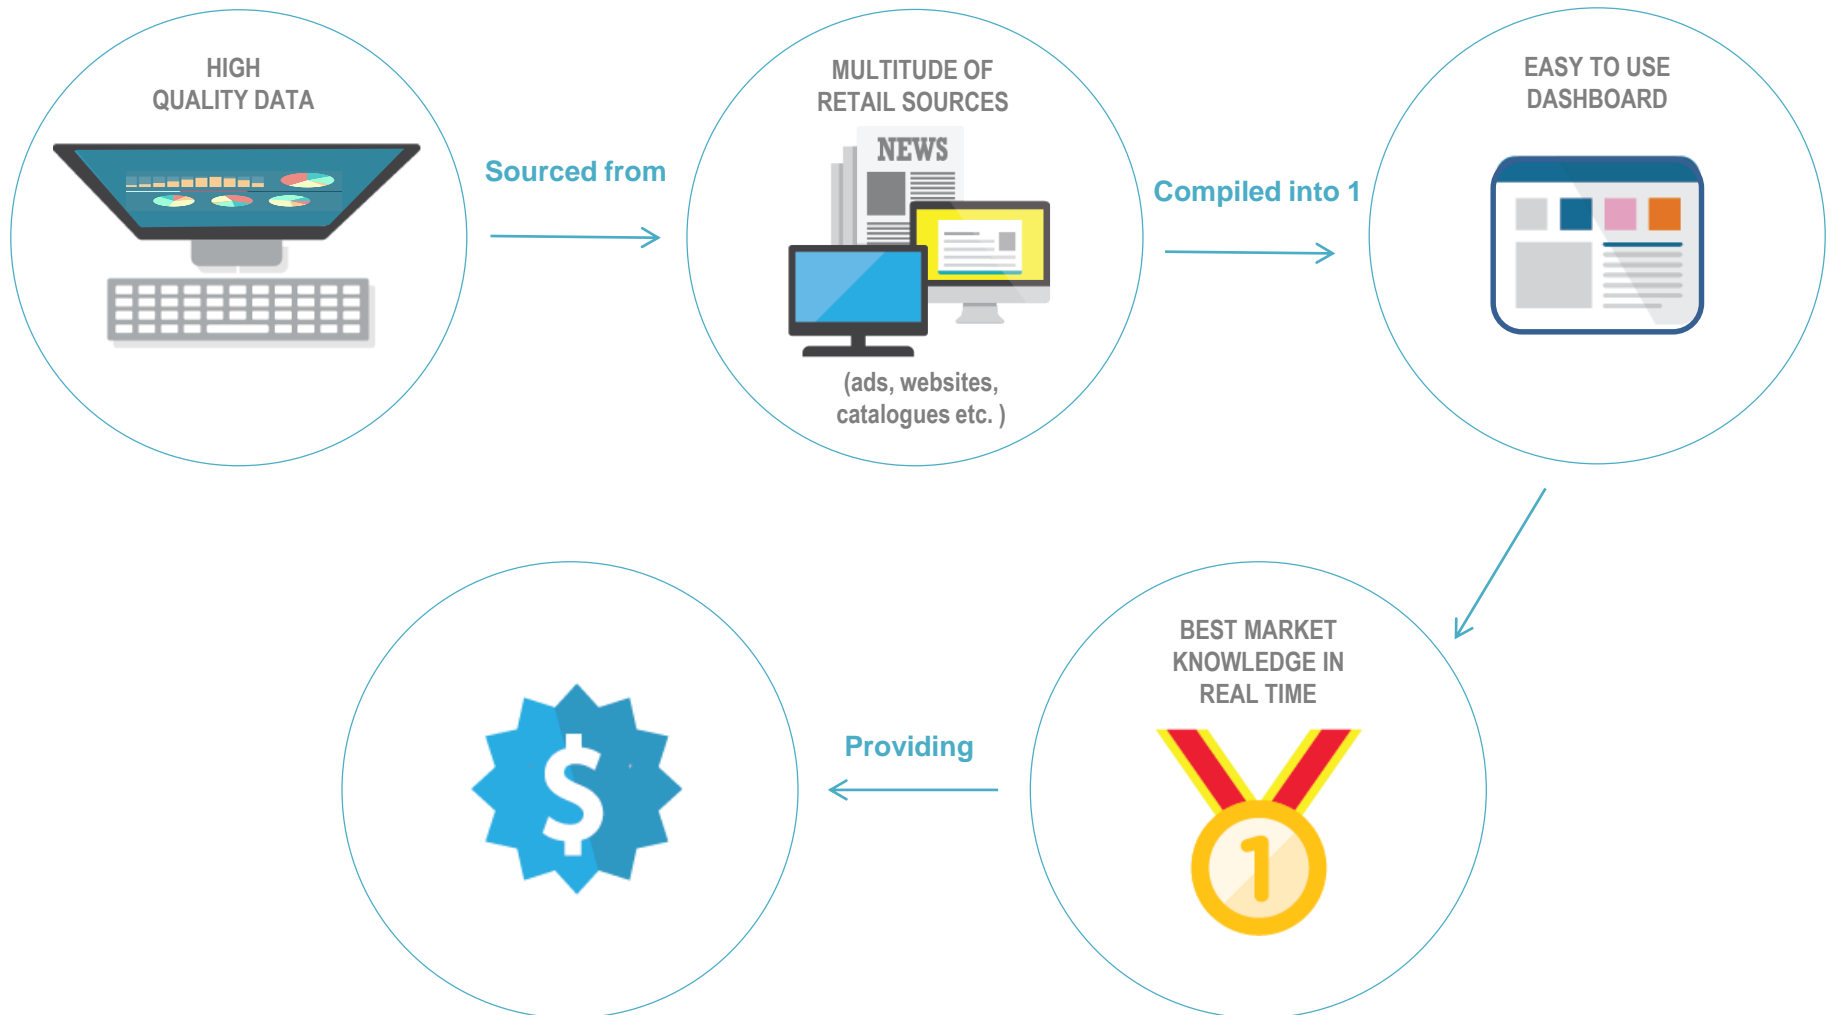 HIGH
QUALITY DATA
Sourced from
MULTITUDE OF
RETAIL SOURCES
NEWS
(ads, websites,
catalogues etc. )
Compiled into 1
EASY TO USE
DASHBOARD
BEST MARKET
KNOWLEDGE IN
REAL TIME
1
Providing
$